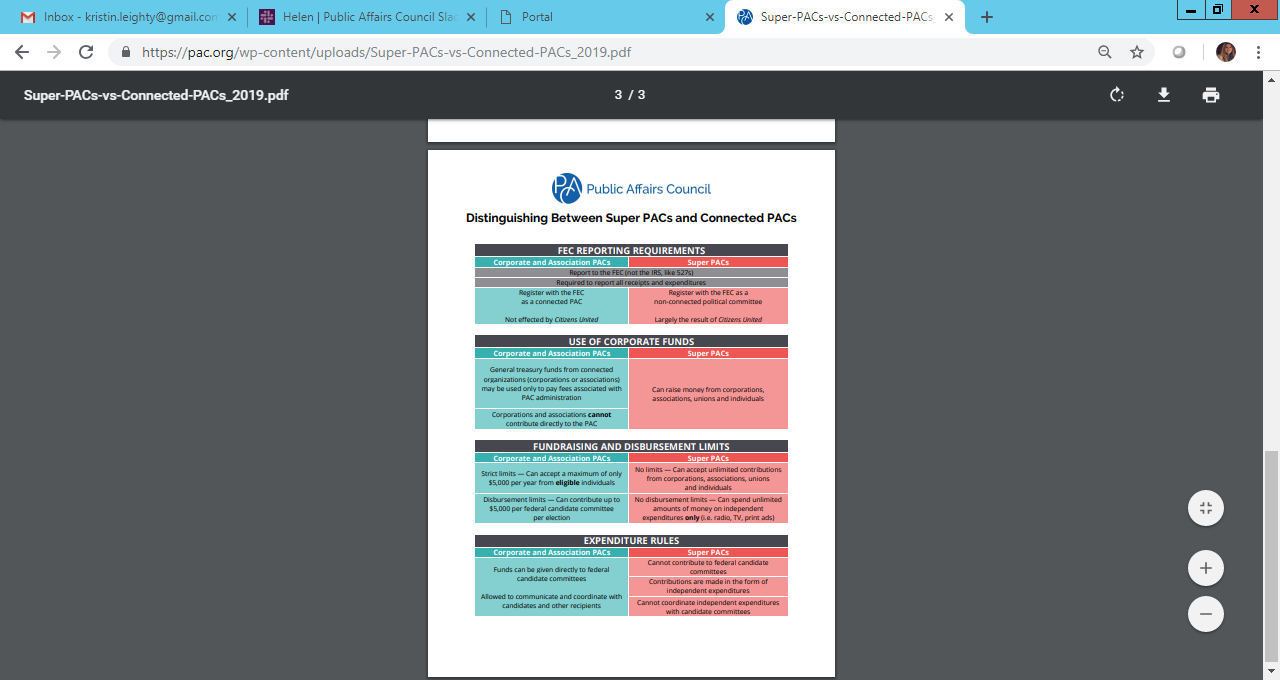 Inbox - kristin.leighty@gmail.con
Helen | Public Affairs Council Slac
Portal
Super-PACs-vs-Connected-PACs_
https://pac.org/wp-content/uploads/Super-PACs-vs-Connected-PACs_2019.pdf
Super-PACs-vs-Connected-PACs_2019.pdf
3 / 3
PA Public Affairs Council
Distinguishing Between Super PACs and Connected PACs
FEC REPORTING REQUIREMENTS
Corporate and Association PACs Super PACs
Report to the FEC (not the IRS, like 527s)
Required to report all receipts and expenditures
Register with the FEC
as a connected PAC
Not effected by Citizens United
Register with the FEC as a
non-connected political committee
Largely the result of Citizens United
USE OF CORPORATE FUNDS
Corporate and Association PACs Super PACs
General treasury funds from connected
organizations (corporations or associations)
may be used only to pay fees associated with
PAC administration
Corporations and associations cannot
contribute directly to the PAC
Can raise money from corporations,
associations, unions and individuals
FUNDRAISING AND DISBURSEMENT LIMITS
Corporate and Association PACs Super PACs
Strict limits — Can accept a maximum of only
$5,000 per year from eligible individuals
No limits — Can accept unlimited contributions
from corporations, associations, unions
and individuals
Disbursement limits — Can contribute up to
$5,000 per federal candidate committee
per election
No disbursement limits — Can spend unlimited
amounts of money on independent
expenditures only (i.e. radio, TV, print ads)
EXPENDITURE RULES
Corporate and Association PACs Super PACs
Funds can be given directly to federal
candidate committees
Allowed to communicate and coordinate with
candidates and other recipients
Cannot contribute to federal candidate
committees
Contributions are made in the form of
independent expenditures
Cannot coordinate independent expenditures
with candidate committees